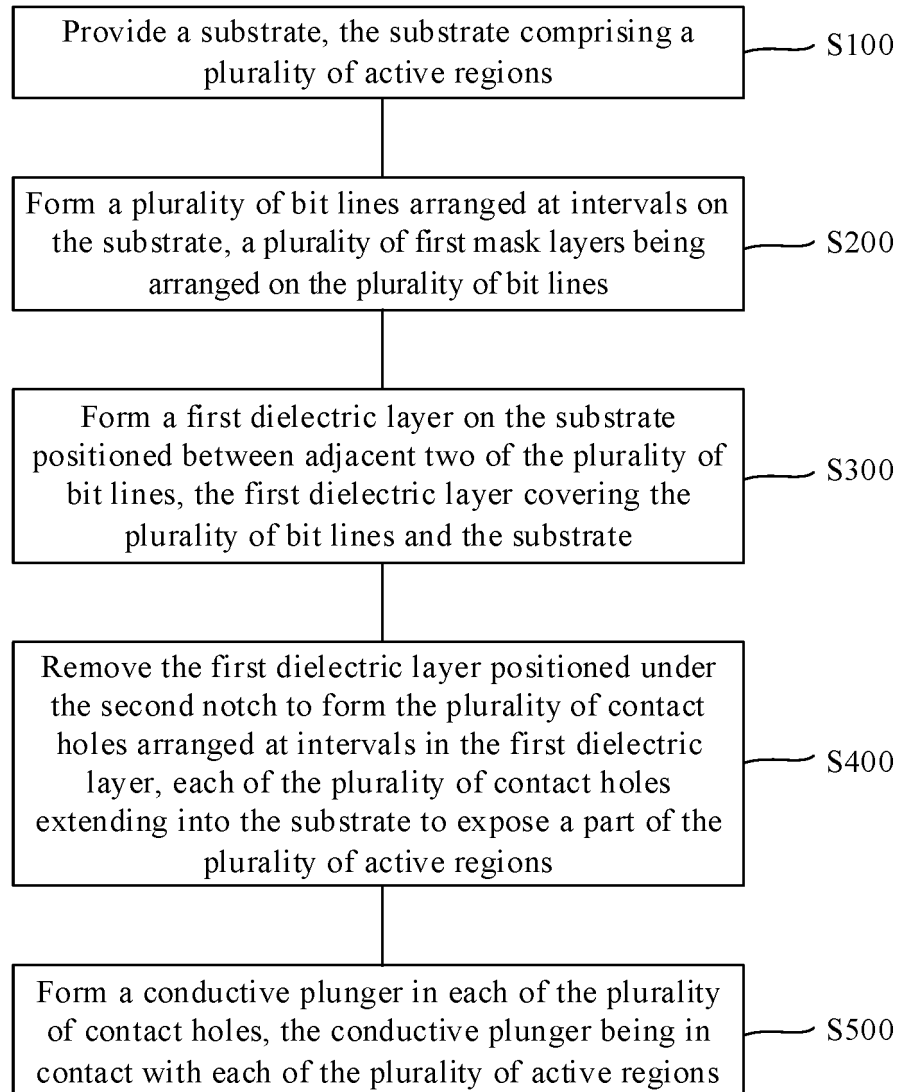 Provide a substrate, the substrate comprising a
plurality of active regions
S100
Form a plurality of bit lines arranged at intervals on
the substrate, a plurality of first mask layers being
arranged on the plurality of bit lines
S200
Form a first dielectric layer on the substrate
positioned between adjacent two of the plurality of
bit lines, the first dielectric layer covering the
plurality of bit lines and the substrate
S300
Remove the first dielectric layer positioned under
the second notch to form the plurality of contact
holes arranged at intervals in the first dielectric
layer, each of the plurality of contact holes
extending into the substrate to expose a part of the
plurality of active regions
S400
Form a conductive plunger in each of the plurality
of contact holes, the conductive plunger being in
contact with each of the plurality of active regions
S500